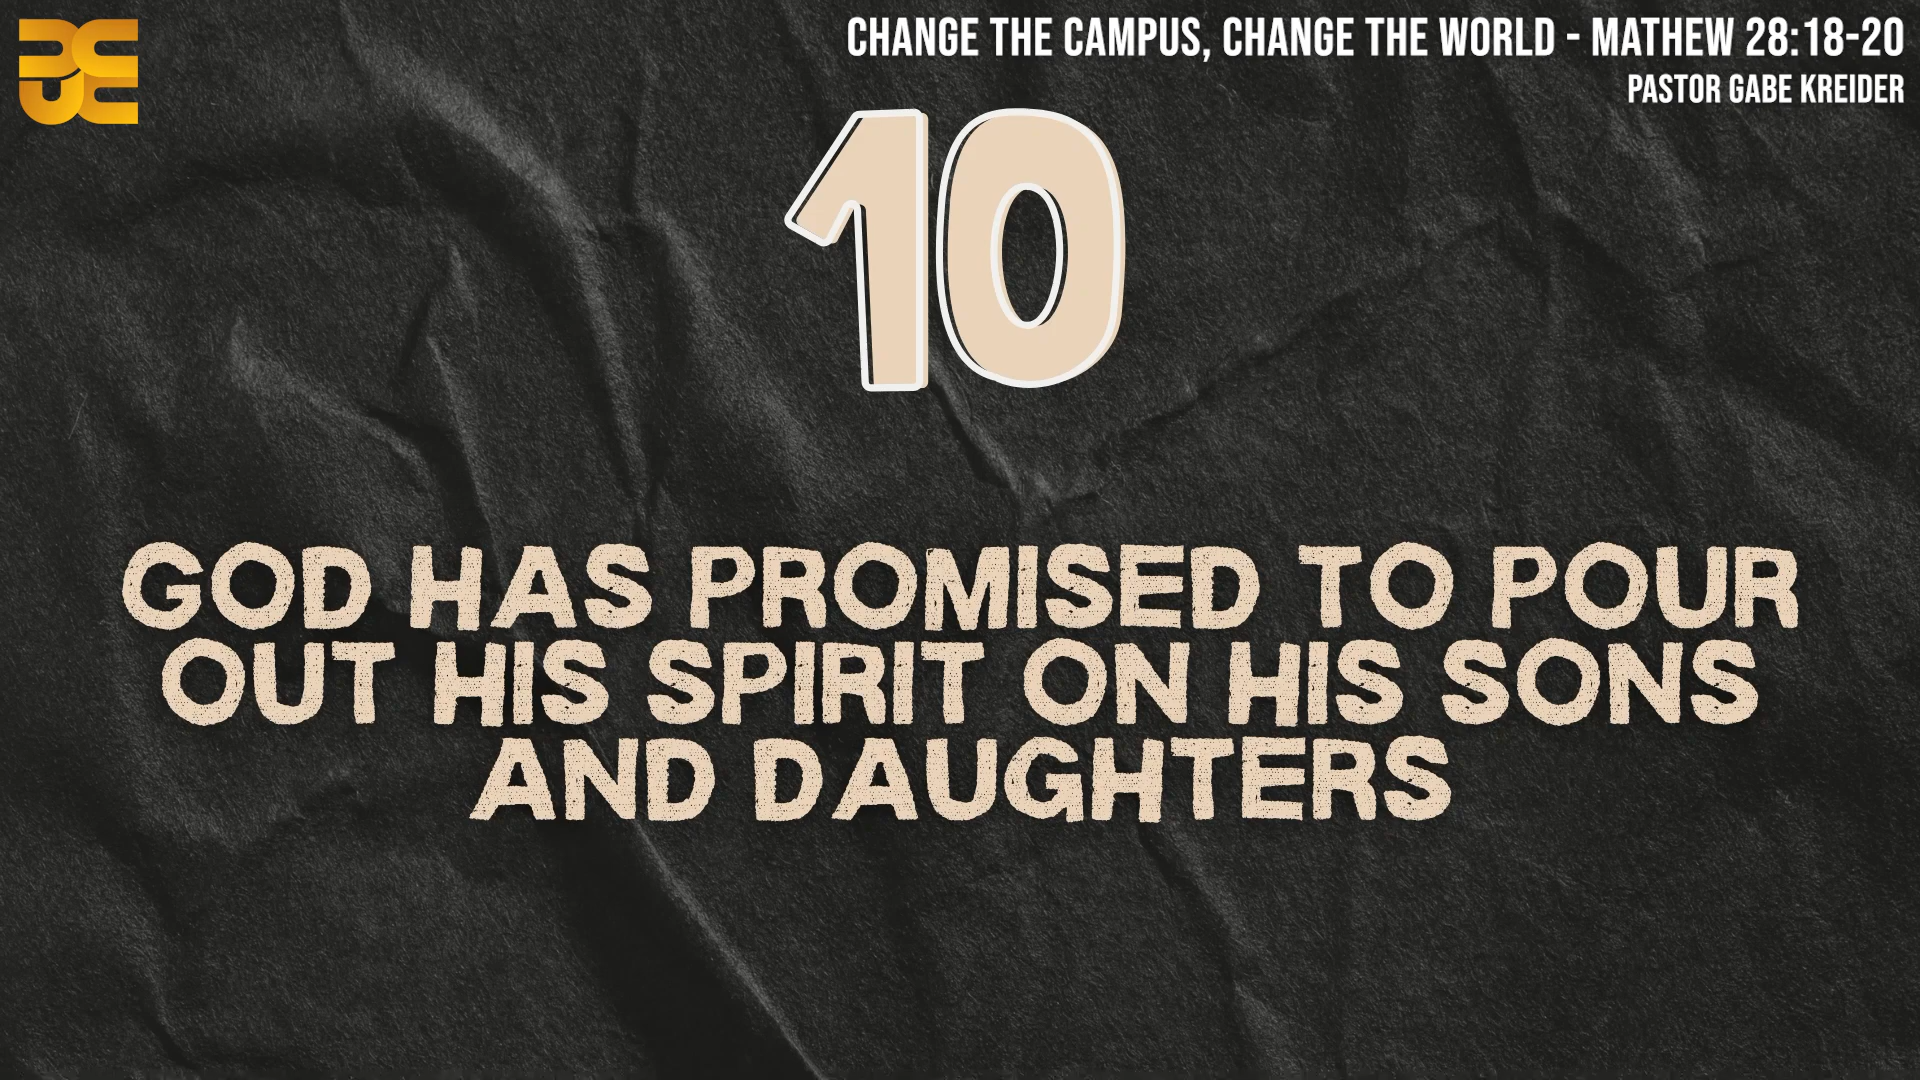 CHANGE THE CAMPUS, CHANGE THE WORLD - MATHEW 28:18-20
PASTOR GABE KREIDER
10
GOD HAS PROMISED TO POUR
OUT HIS SPIRIT ON HIS SONS
AND DAUGHTERS